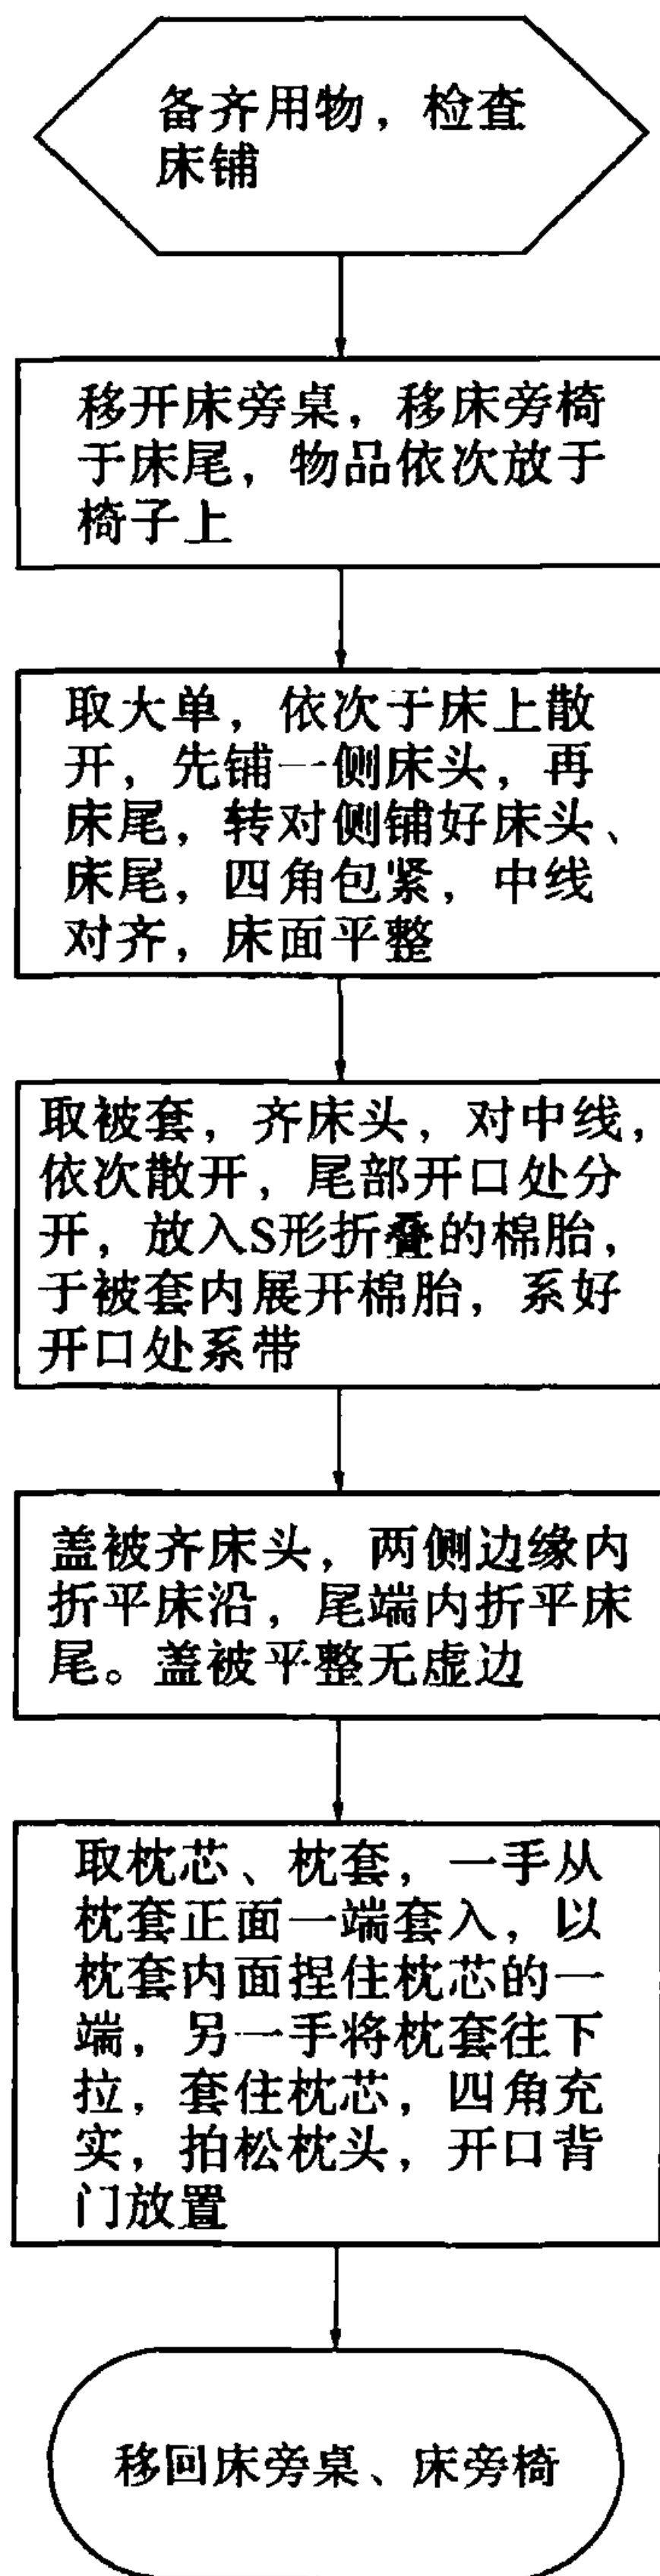 备齐用物，检查
床铺
移开床旁桌，移床旁椅
于床尾，物品依次放于
椅子上
取大单，依次于床上散
开，先铺一侧床头，再
床尾，转对侧铺好床头、
床尾，四角包紧，中线
对齐，床面平整
取被套，齐床头，对中线，
依次散开，尾部开口处分
开，放入S形折叠的棉胎，
于被套内展开棉胎，系好
开口处系带
盖被齐床头，两侧边缘内
折平床沿，尾端内折平床
尾。盖被平整无虚边
取枕芯、枕套，一手从
枕套正面一端套入，以
枕套内面捏住枕芯的一
端，另一手将枕套往下
拉，套住枕芯，四角充
实，拍松枕头，开口背
门放置
移回床旁桌、床旁椅